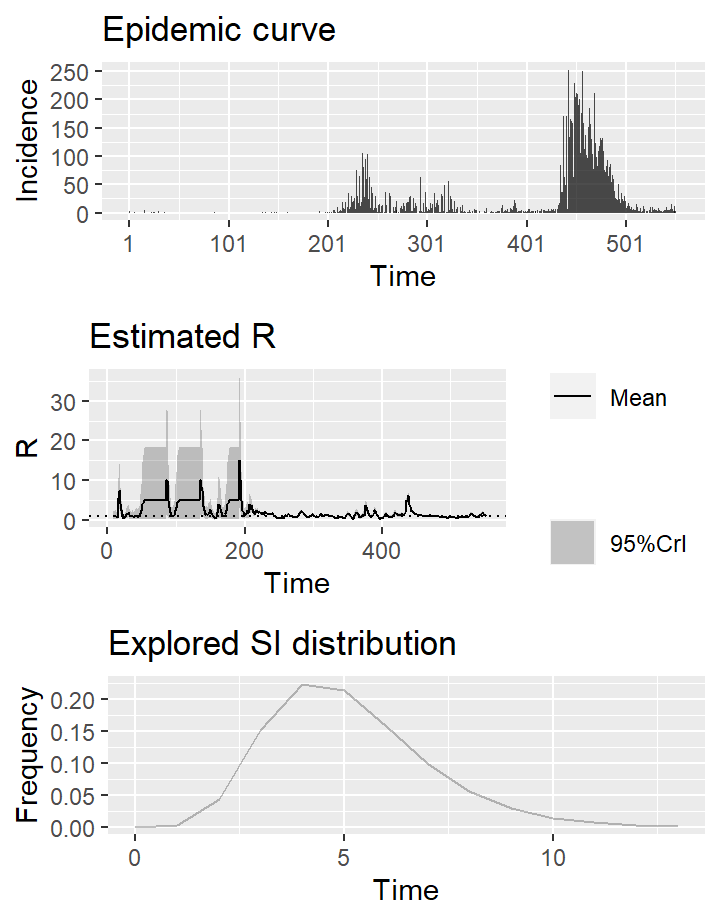 Epidemic curve
Incidence
250
200
150
100
50
0
1 101 201 301 401 501
Time
Estimated R
R
30
20
10
0
0 200 400
Time
Mean
95%CrI
Explored SI distribution
Frequency
0.20
0.15
0.10
0.05
0.00
0 5 10
Time